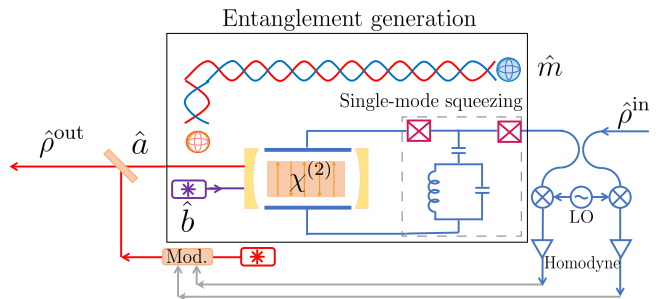 Entanglement generation
m̂
Single-mode squeezing
ρ̂ⁱⁿ
ρ̂ᵒᵘᵗ
â
χ⁽²⁾
b̂
LO
Mod.
Homodyne